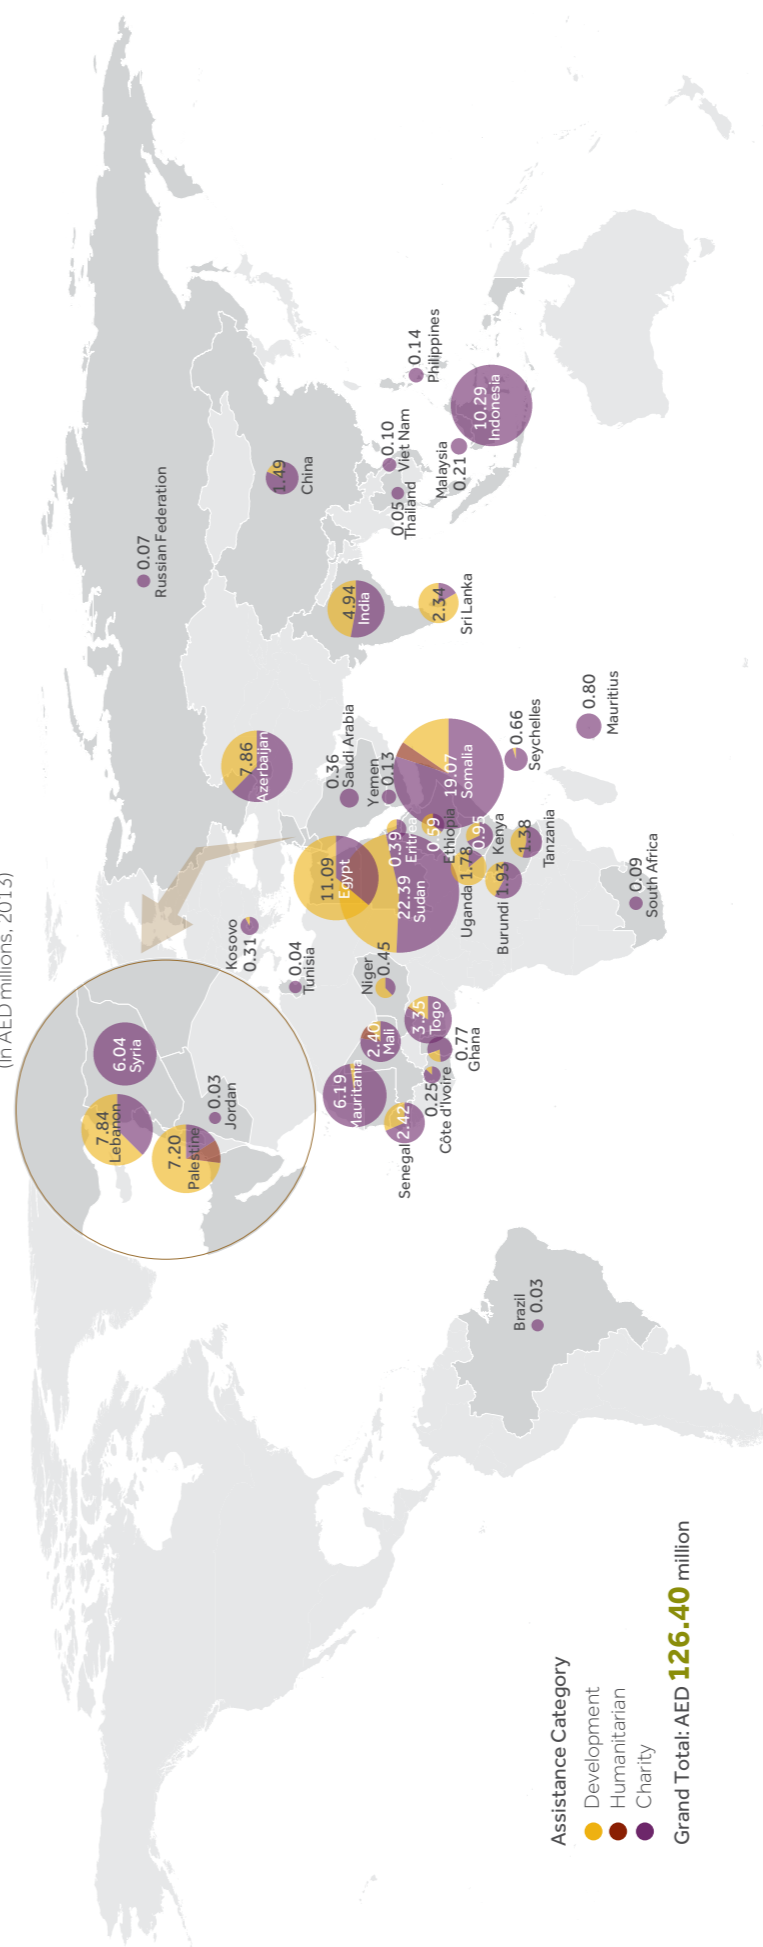 (In AED millions, 2013)
0.07
Russian Federation
1.49
China
7.86
Azerbaijan
4.94
India
2.34
Sri Lanka
0.14
Philippines
0.10
Viet Nam
0.05
Thailand
Malaysia
0.21
10.29
Indonesia
0.36
Saudi Arabia
Yemen
0.13
19.07
Somalia
0.66
Seychelles
0.80
Mauritius
Kosovo
0.31
0.04
Tunisia
11.09
Egypt
22.39
Sudan
0.39
Eritrea
0.59
Ethiopia
Uganda 1.78
0.95
Kenya
Burundi 1.93
1.38
Tanzania
0.09
South Africa
Niger
0.45
2.40
Mali
3.35
Togo
0.77
Ghana
0.25
Côte d'Ivoire
6.19
Mauritania
Senegal 2.42
6.04
Syria
7.84
Lebanon
7.20
Palestine
0.03
Jordan
Brazil
0.03
Assistance Category
Development
Humanitarian
Charity
Grand Total: AED 126.40 million